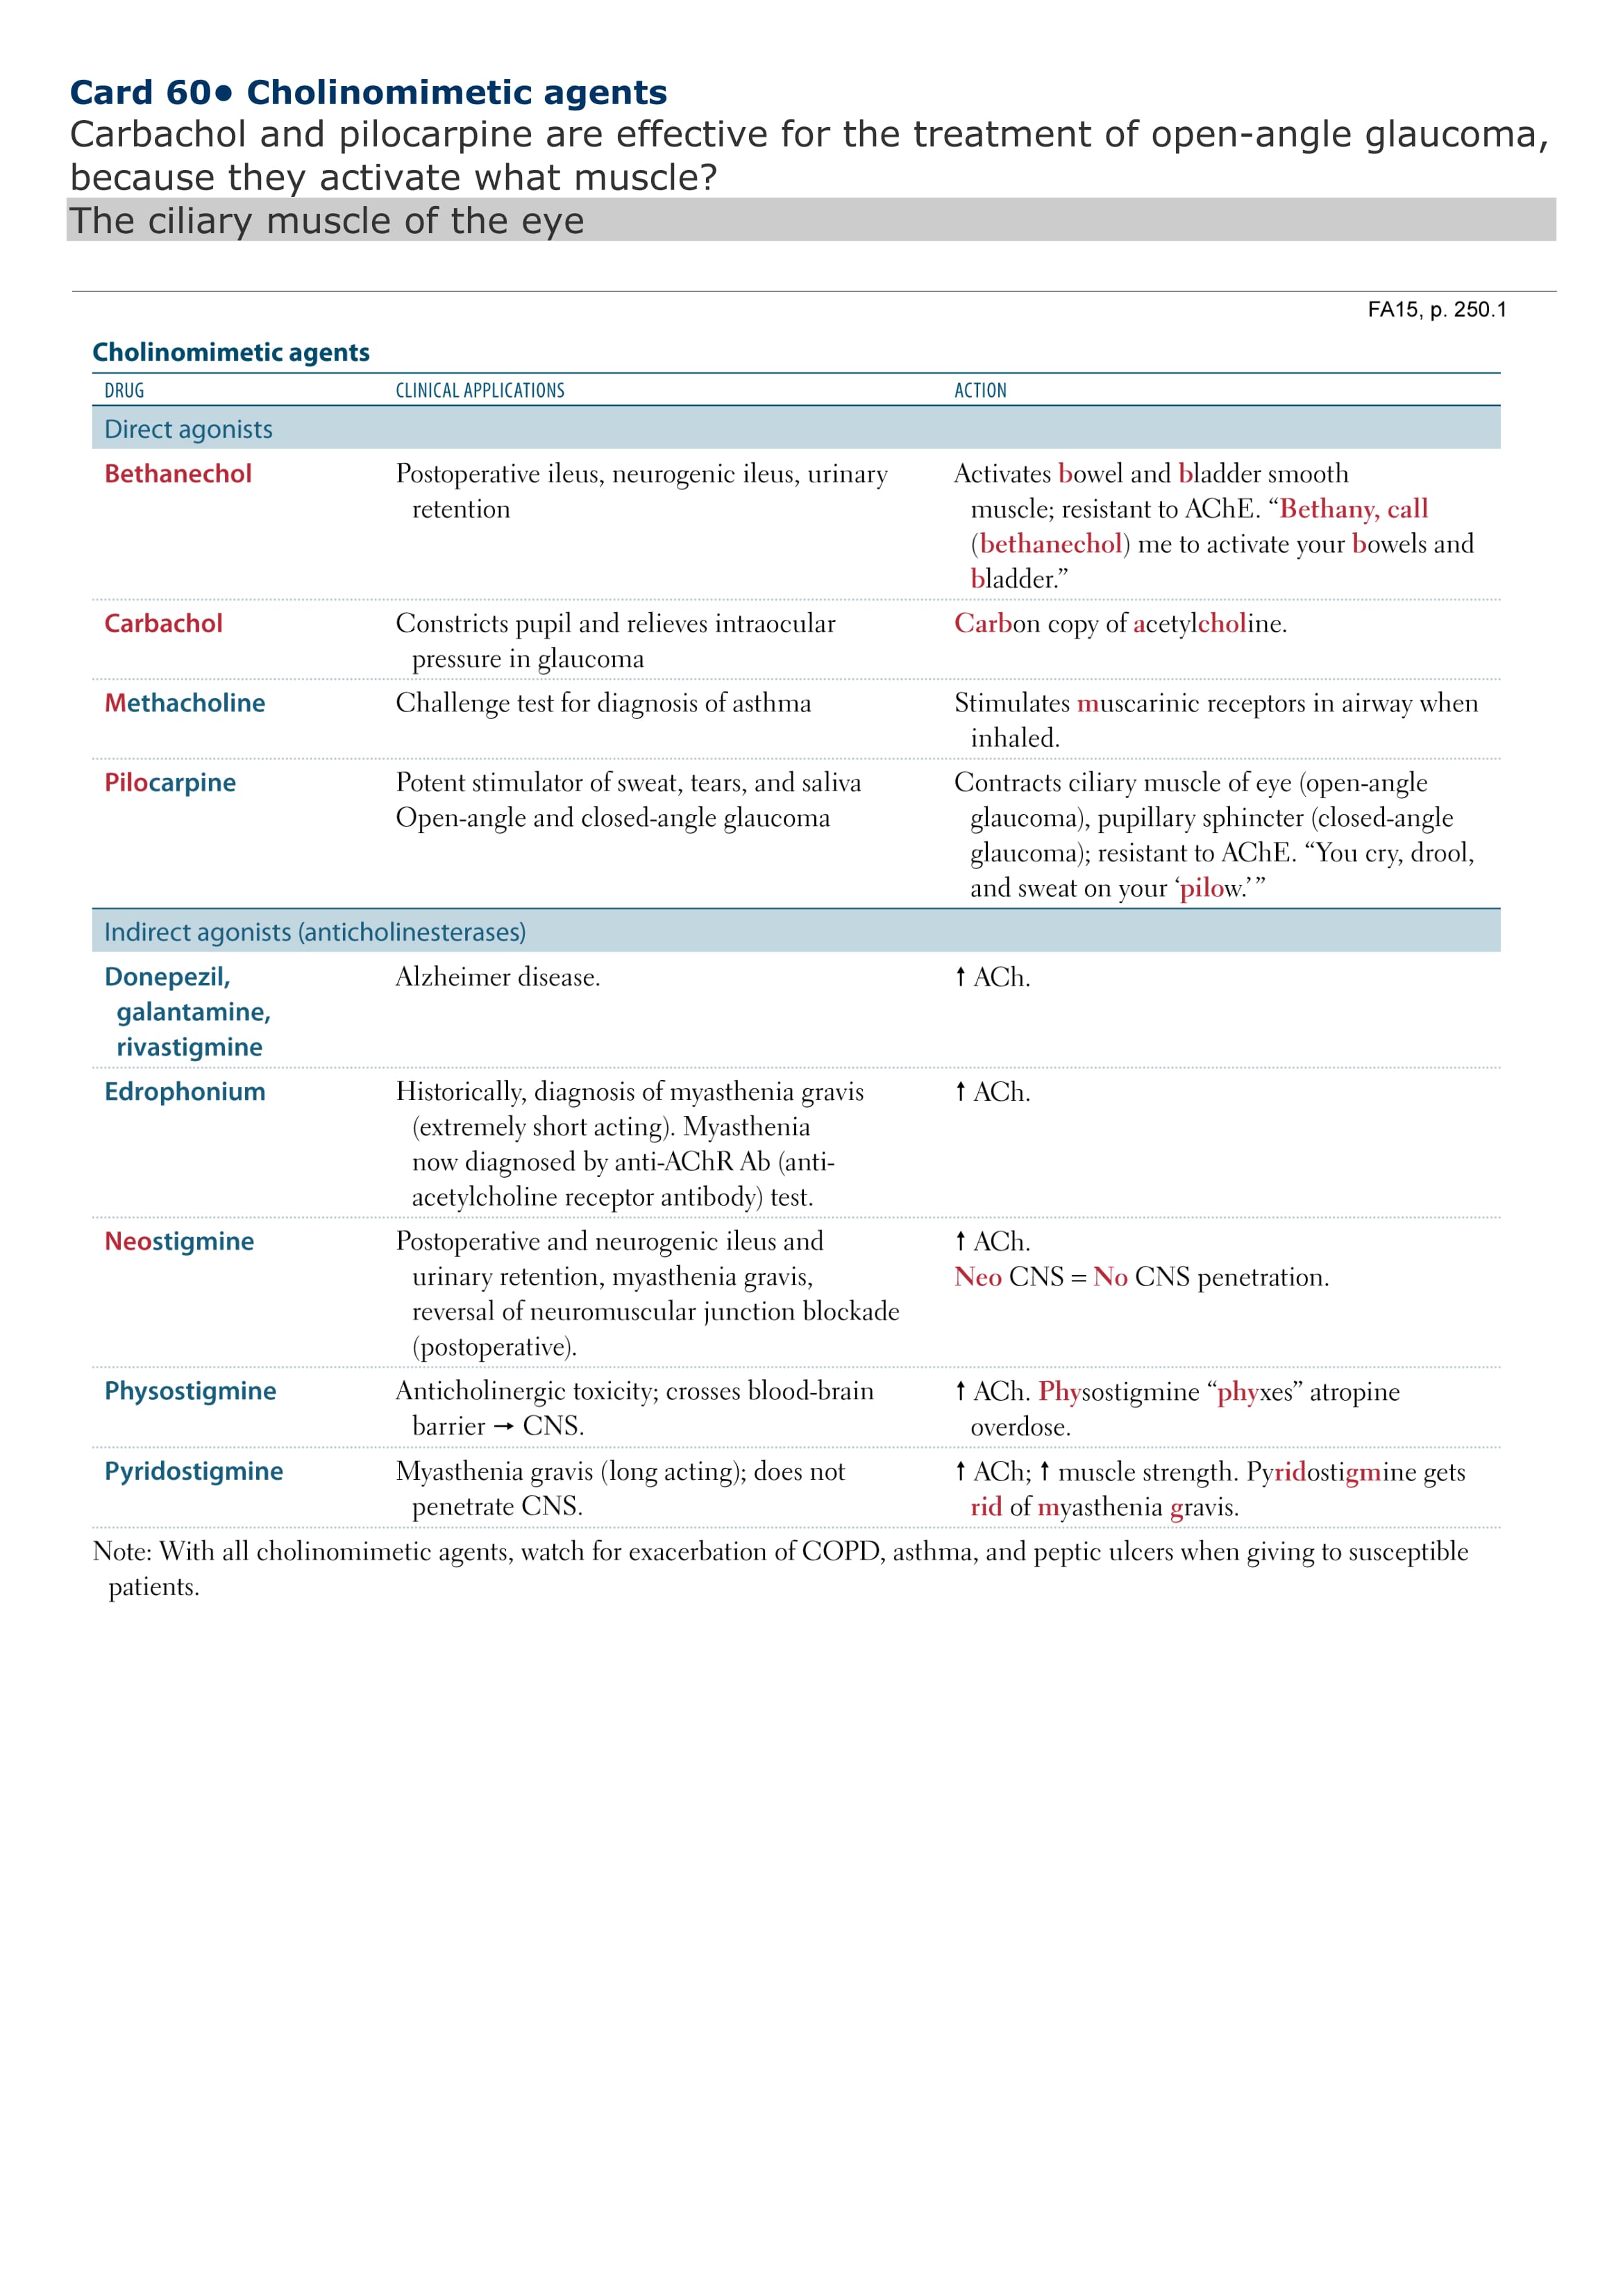 Card 60• Cholinomimetic agents
Carbachol and pilocarpine are effective for the treatment of open-angle glaucoma,
because they activate what muscle?
The ciliary muscle of the eye
FA15, p. 250.1
Cholinomimetic agents
DRUG CLINICAL APPLICATIONS ACTION
Direct agonists
Bethanechol Postoperative ileus, neurogenic ileus, urinary Activates bowel and bladder smooth
retention muscle; resistant to AChE. “Bethany, call
(bethanechol) me to activate your bowels and
bladder.”
Carbachol Constricts pupil and relieves intraocular Carbon copy of acetylcholine.
pressure in glaucoma
Methacholine Challenge test for diagnosis of asthma Stimulates muscarinic receptors in airway when
inhaled.
Pilocarpine Potent stimulator of sweat, tears, and saliva Contracts ciliary muscle of eye (open-angle
Open-angle and closed-angle glaucoma glaucoma), pupillary sphincter (closed-angle
glaucoma); resistant to AChE. “You cry, drool,
and sweat on your ‘pilow.’”
Indirect agonists (anticholinesterases)
Donepezil, Alzheimer disease. ↑ ACh.
galantamine,
rivastigmine
Edrophonium Historically, diagnosis of myasthenia gravis ↑ ACh.
(extremely short acting). Myasthenia
now diagnosed by anti-AChR Ab (anti-
acetylcholine receptor antibody) test.
Neostigmine Postoperative and neurogenic ileus and ↑ ACh.
urinary retention, myasthenia gravis, Neo CNS = No CNS penetration.
reversal of neuromuscular junction blockade
(postoperative).
Physostigmine Anticholinergic toxicity; crosses blood-brain ↑ ACh. Physostigmine “phyxes” atropine
barrier → CNS. overdose.
Pyridostigmine Myasthenia gravis (long acting); does not ↑ ACh; ↑ muscle strength. Pyridostigmine gets
penetrate CNS. rid of myasthenia gravis.
Note: With all cholinomimetic agents, watch for exacerbation of COPD, asthma, and peptic ulcers when giving to susceptible
patients.